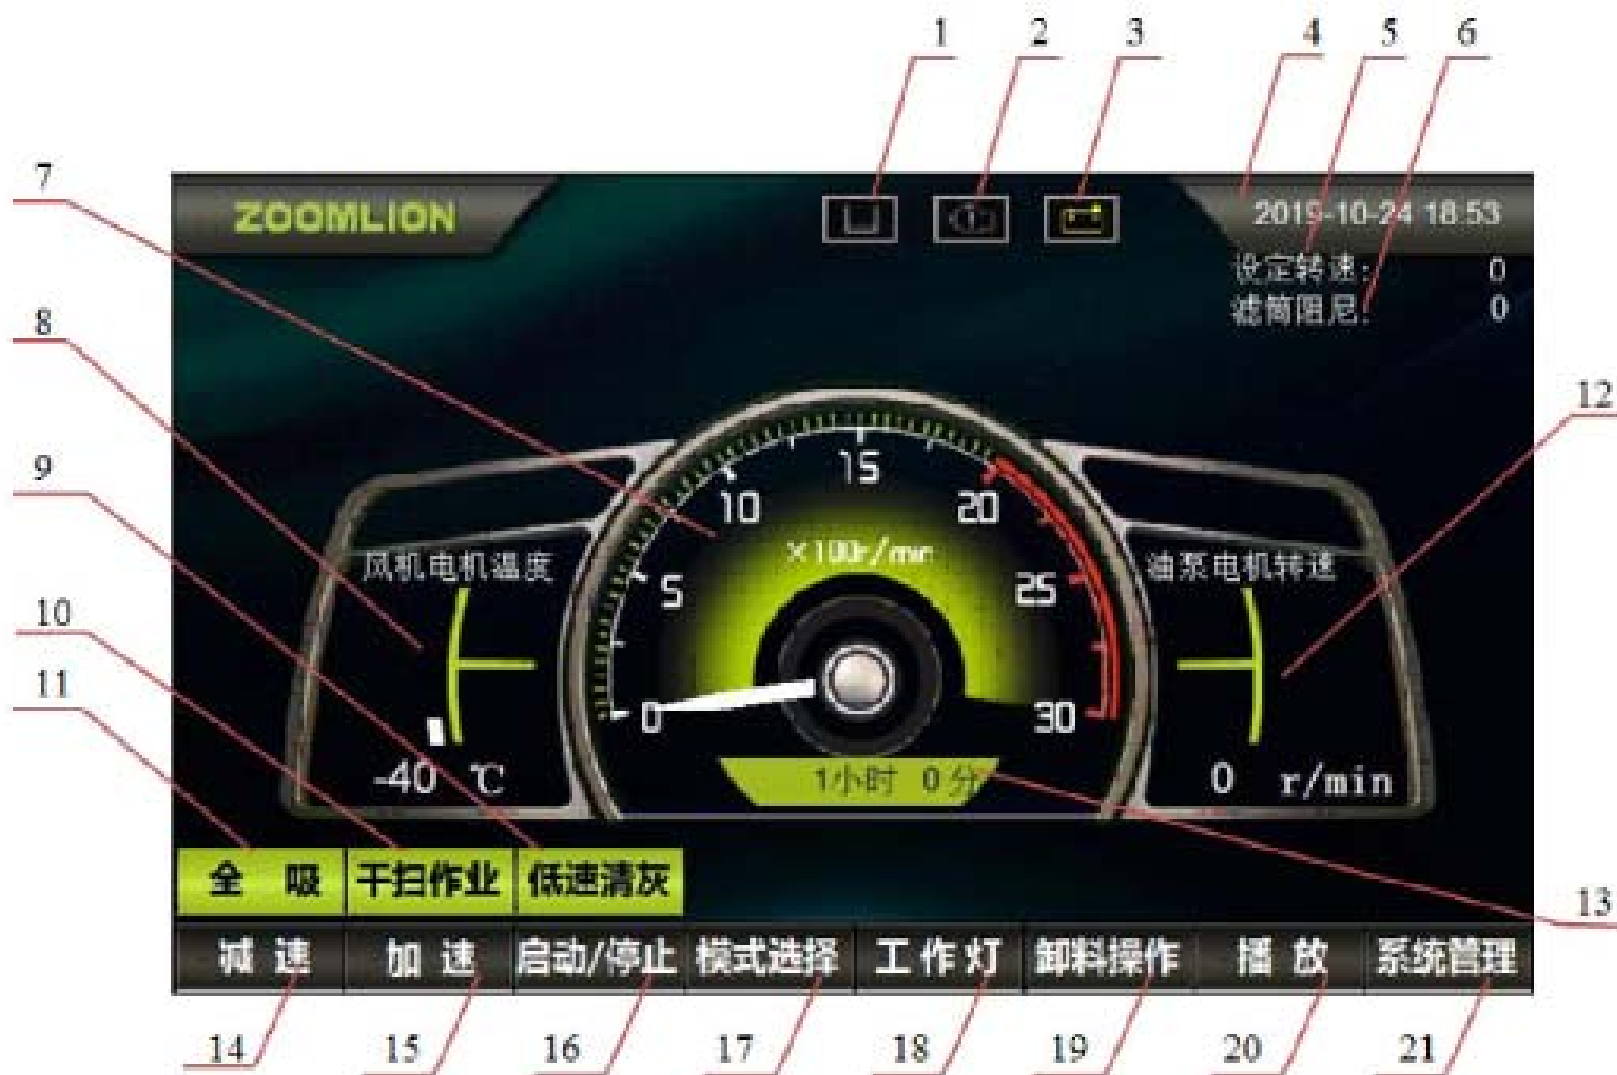 1 2 3 4 5 6
7
ZOOMLION
2019-10-24 18:53
设定转速: 0
滤筒阻尼: 0
8
9
10
11
12
13
0 5 10 15 20 25 30
×100r/min
风机电机温度
-40 ℃
油泵电机转速
0 r/min
1小时 0分
全 吸 干扫作业 低速清灰
减 速 加 速 启动/停止 模式选择 工作灯 卸料操作 播 放 系统管理
14 15 16 17 18 19 20 21